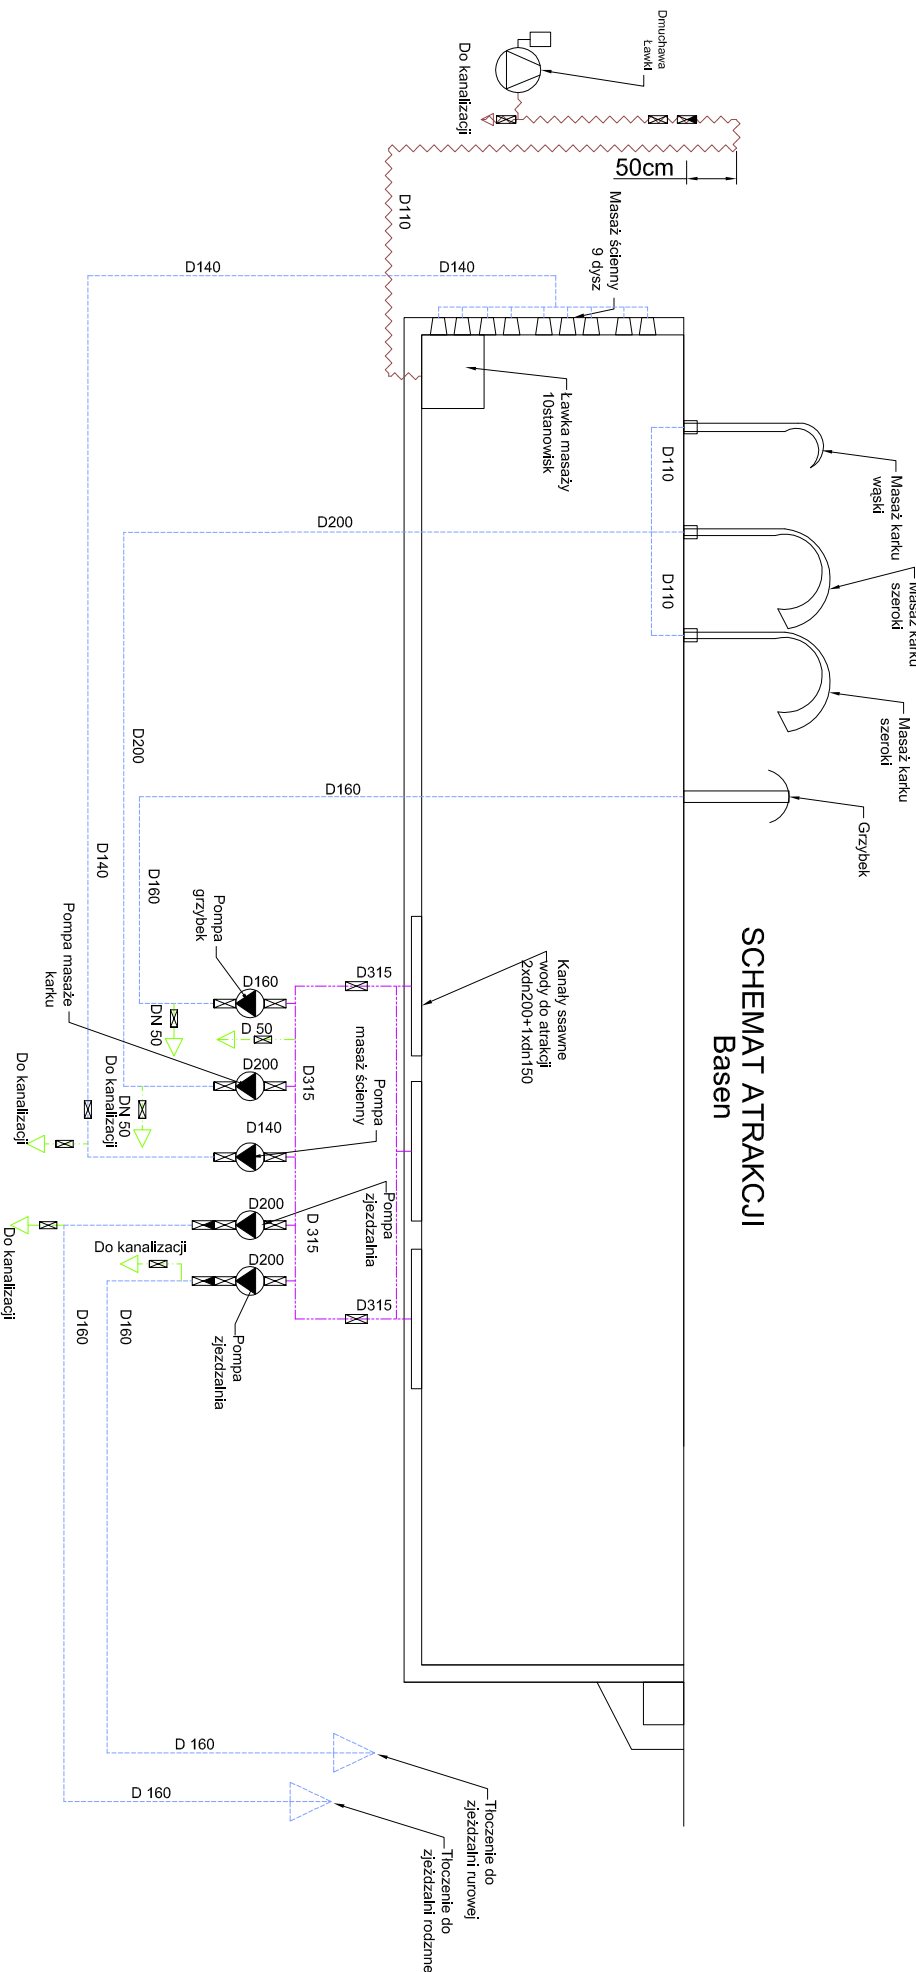 SCHEMAT ATRAKCJI
Basen
Dmuchawa
Ławki
Do kanalizacji
50cm
D110
Masaż ścienny
9 dysz
D140
D140
Ławka masaży
10stanowisk
D110
D110
Masaż karku
wąski
Masaż karku
szeroki
Masaż karku
szeroki
Grzybek
D200
D200
D160
D160
D140
Kanały ssawne
wody do atrakcji
2xdn200+1xdn150
Pompa
grzybek
D160
D315
D 50
DN 50
Pompa masaże
karku
D200
D315
Pompa
masaż ścienny
DN 50
Do kanalizacji
Do kanalizacji
D140
D200
D 315
Pompa
zjezdzalnia
D200
D315
Do kanalizacji
Do kanalizacji
Pompa
zjezdzalnia
D160
D160
D 160
D 160
Tłoczenie do
zjeżdżalni rurowej
Tłoczenie do
zjeżdżalni rodznne